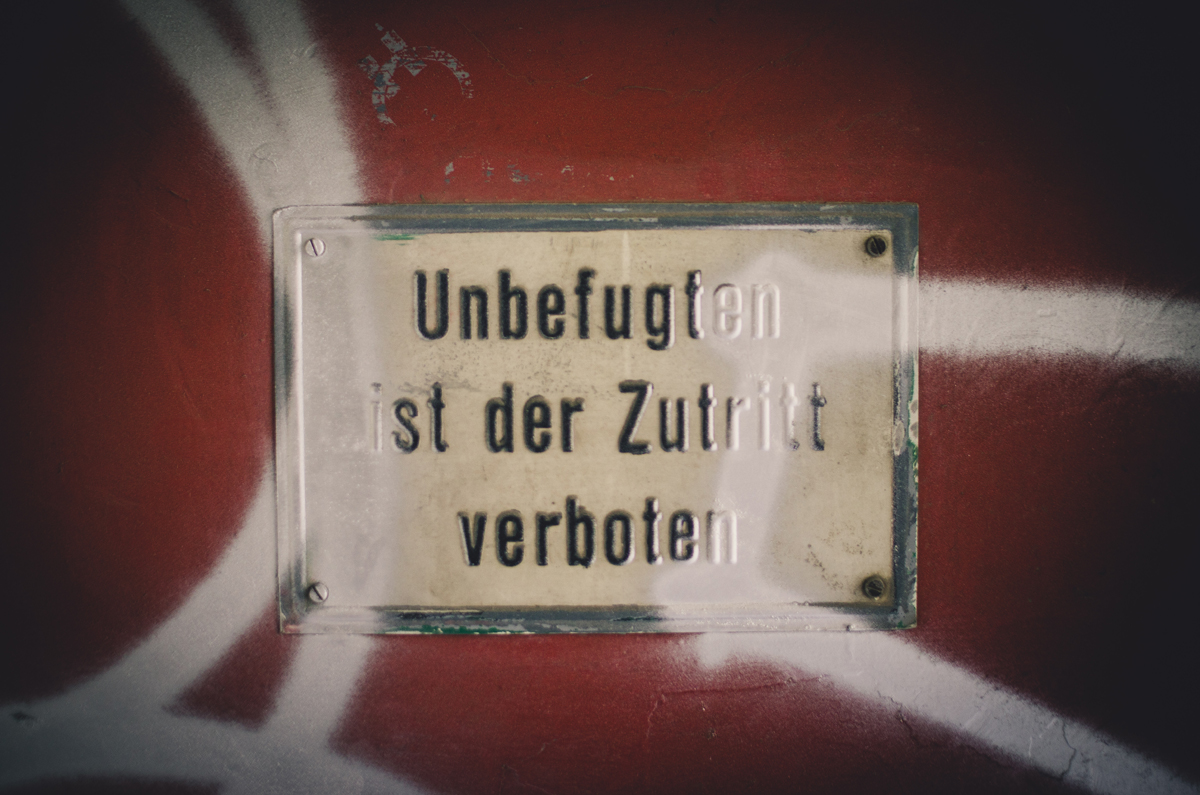 Unbefugten
ist der Zutritt
verboten